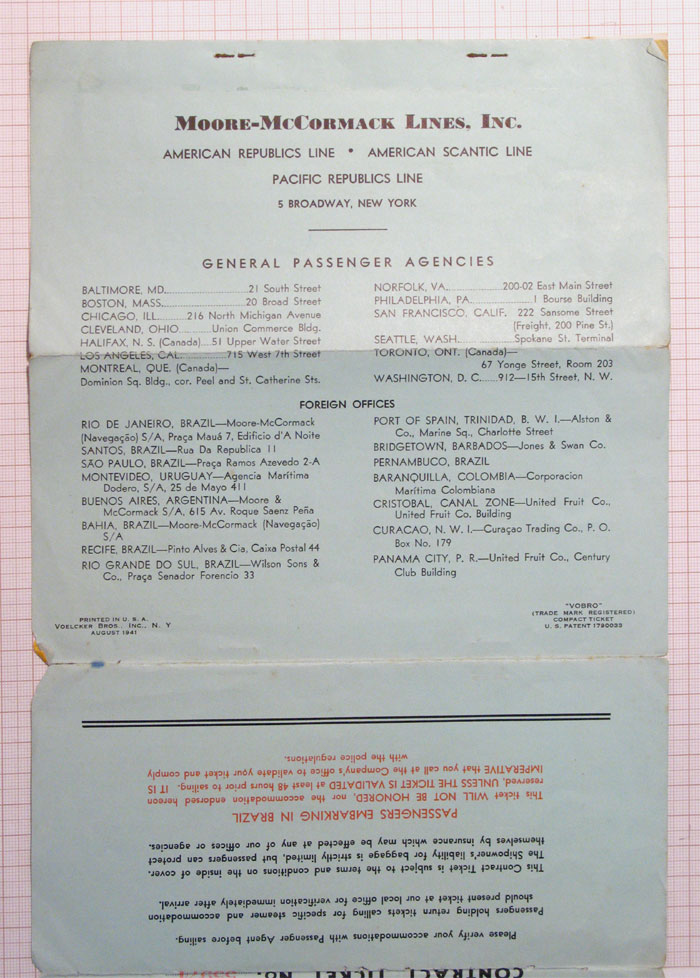 MOORE-MCCORMACK LINES, INC.
AMERICAN REPUBLICS LINE • AMERICAN SCANTIC LINE
PACIFIC REPUBLICS LINE
5 BROADWAY, NEW YORK
GENERAL PASSENGER AGENCIES
BALTIMORE, MD. 21 South Street
BOSTON, MASS. 20 Broad Street
CHICAGO, ILL. 216 North Michigan Avenue
CLEVELAND, OHIO Union Commerce Bldg.
HALIFAX, N. S. (Canada) 51 Upper Water Street
LOS ANGELES, CAL. 715 West 7th Street
MONTREAL, QUE. (Canada)—
Dominion Sq. Bldg., cor. Peel and St. Catherine Sts.
NORFOLK, VA. 200-02 East Main Street
PHILADELPHIA, PA. 1 Bourse Building
SAN FRANCISCO, CALIF. 222 Sansome Street
(Freight, 200 Pine St.)
SEATTLE, WASH. Spokane St. Terminal
TORONTO, ONT. (Canada)—
67 Yonge Street, Room 203
WASHINGTON, D. C. 912—15th Street, N. W.
FOREIGN OFFICES
RIO DE JANEIRO, BRAZIL—Moore-McCormack
(Navegação) S/A, Praça Mauá 7, Edificio d'A Noite
SANTOS, BRAZIL—Rua Da Republica 11
SÃO PAULO, BRAZIL—Praça Ramos Azevedo 2-A
MONTEVIDEO, URUGUAY—Agencia Marítima
Dodero, S/A, 25 de Mayo 411
BUENOS AIRES, ARGENTINA—Moore &
McCormack S/A, 615 Av. Roque Saenz Peña
BAHIA, BRAZIL—Moore-McCormack (Navegação)
S/A
RECIFE, BRAZIL—Pinto Alves & Cia, Caixa Postal 44
RIO GRANDE DO SUL, BRAZIL—Wilson Sons &
Co., Praça Senador Forencio 33
PORT OF SPAIN, TRINIDAD, B. W. I.—Alston &
Co., Marine Sq., Charlotte Street
BRIDGETOWN, BARBADOS—Jones & Swan Co.
PERNAMBUCO, BRAZIL
BARANQUILLA, COLOMBIA—Corporacion
Marítima Colombiana
CRISTOBAL, CANAL ZONE—United Fruit Co.,
United Fruit Co. Building
CURACAO, N. W. I.—Curaçao Trading Co., P. O.
Box No. 179
PANAMA CITY, P. R.—United Fruit Co., Century
Club Building
PRINTED IN U. S. A.
VOELCKER BROS., INC., N. Y
AUGUST 1941
"VOBRO"
(TRADE MARK REGISTERED)
COMPACT TICKET
U. S. PATENT 1790033
CONTRACT TICKET NO.
Please verify accommodations with Passenger Agent before sailing.
Passengers holding return tickets calling for specific steamer and accommodation
should present ticket at our local office for verification immediately after arrival.
This Contract Ticket is subject to the terms and conditions on the inside of cover.
The Shipowner's liability for baggage is strictly limited, but passengers can protect
themselves by insurance which may be effected at any of our offices or agencies.
PASSENGERS EMBARKING IN BRAZIL
This ticket WILL NOT BE HONORED, nor the accommodation endorsed hereon
reserved, UNLESS THE TICKET IS VALIDATED at least 48 hours prior to sailing. IT IS
IMPERATIVE that you call at the Company's office to validate your ticket and comply
with the police regulations.